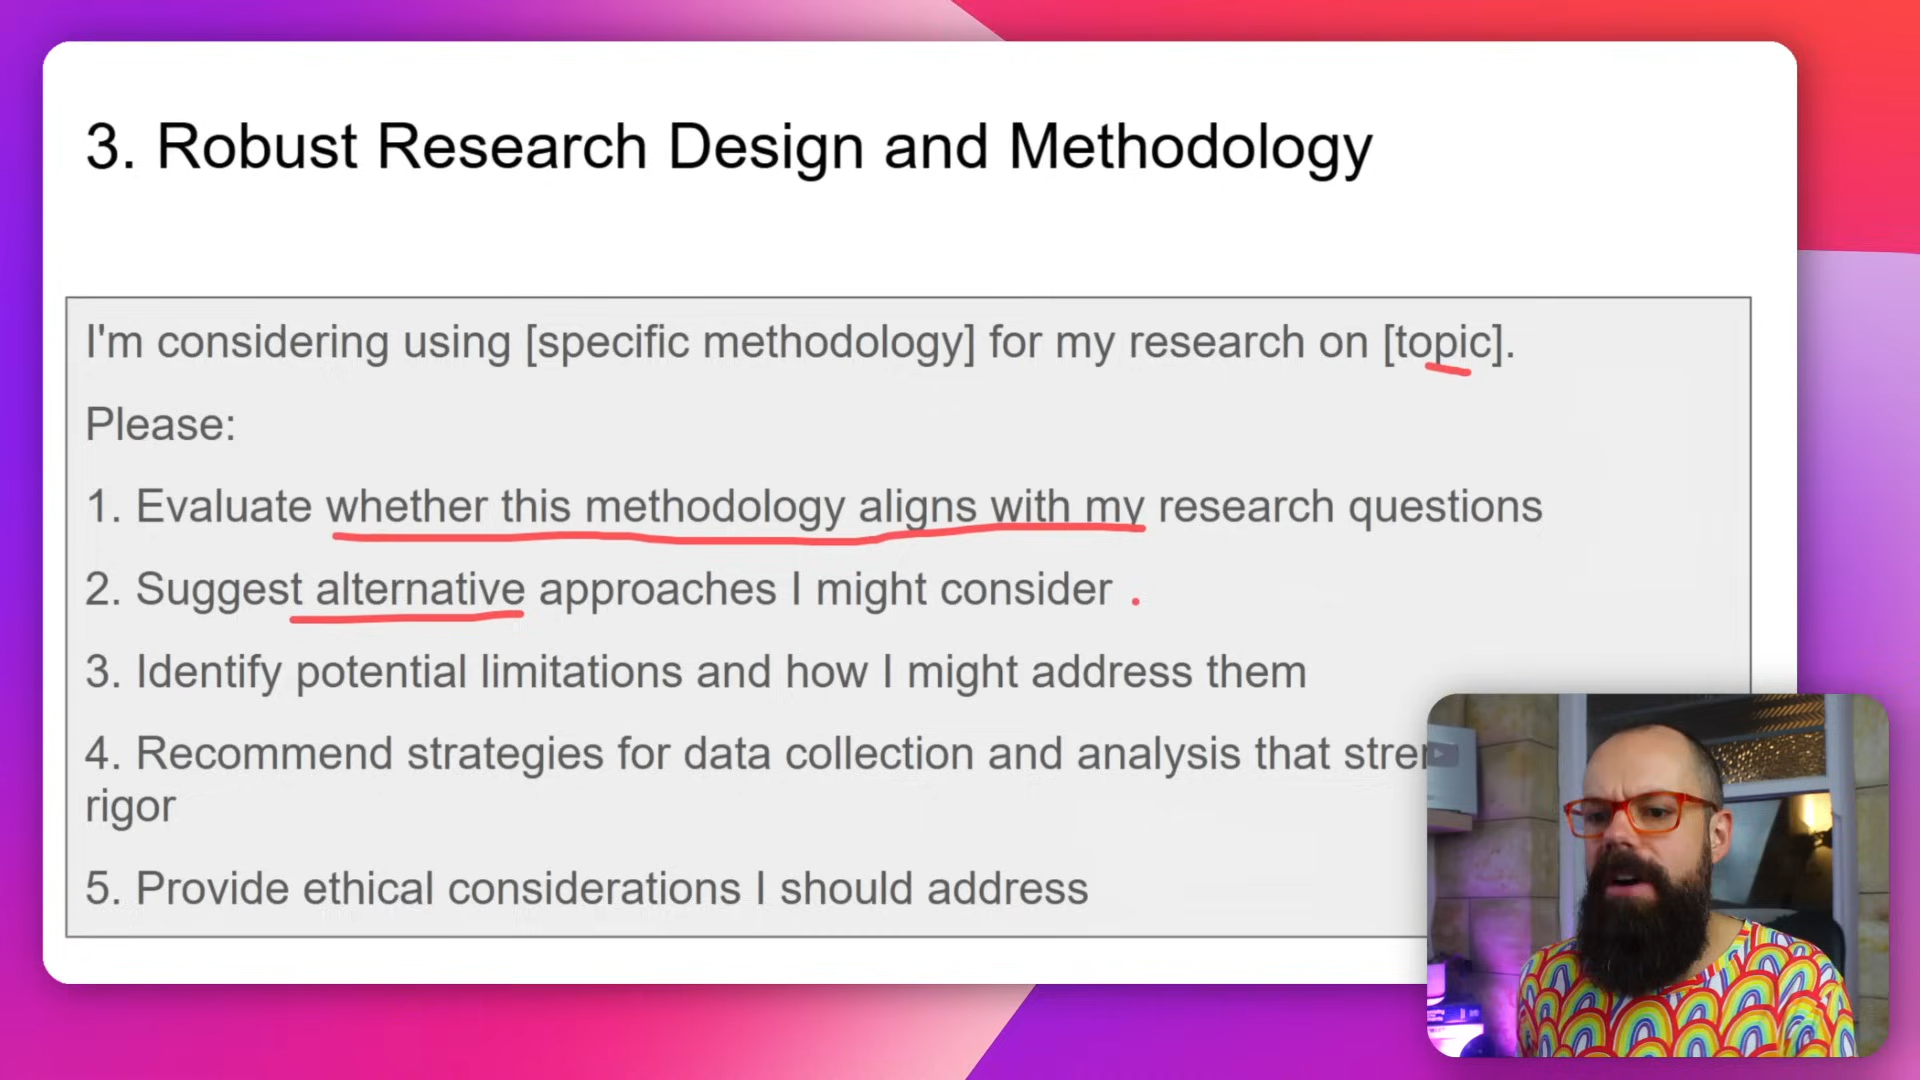 3. Robust Research Design and Methodology
I'm considering using [specific methodology] for my research on [topic].
Please:
1. Evaluate whether this methodology aligns with my research questions
2. Suggest alternative approaches I might consider
3. Identify potential limitations and how I might address them
4. Recommend strategies for data collection and analysis that
rigor
5. Provide ethical considerations I should address